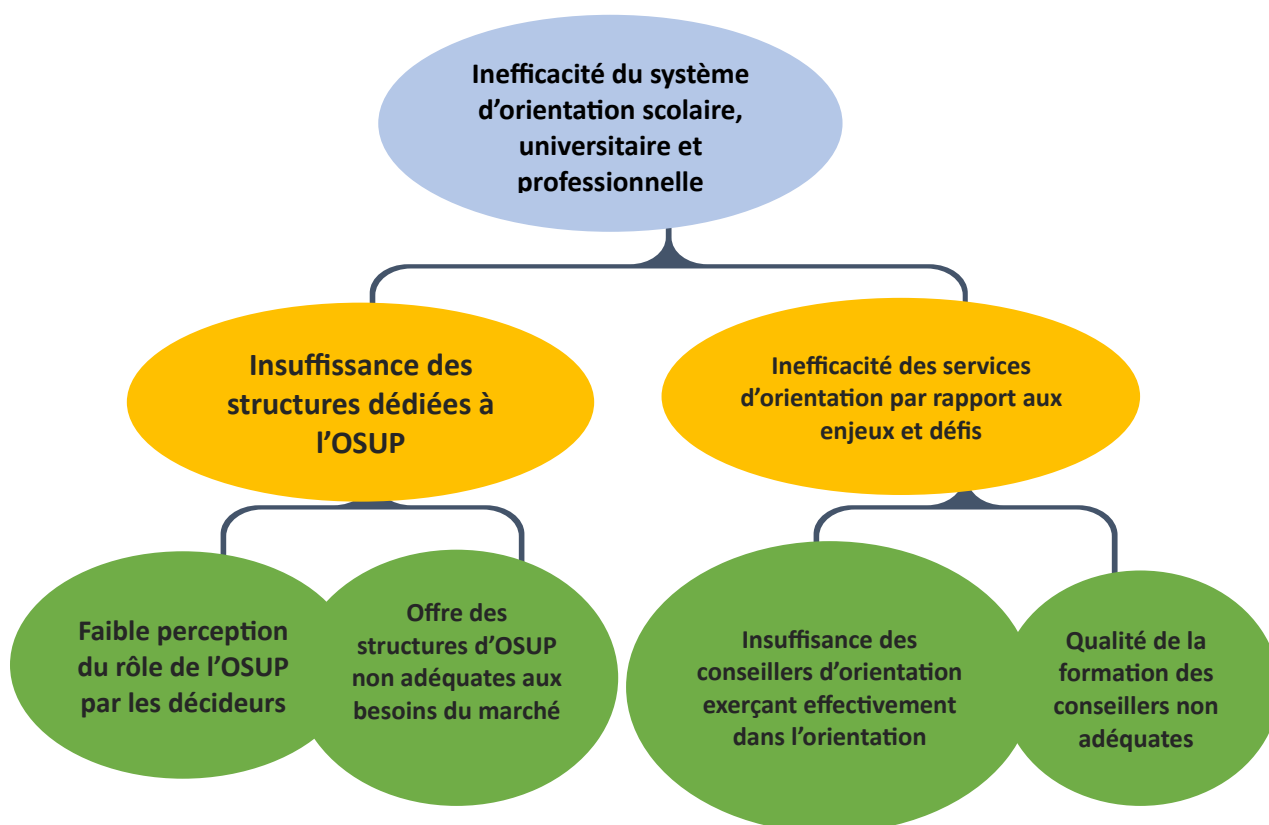 Inefficacité du système
d’orientation scolaire,
universitaire et
professionnelle
Insuffissance des
structures dédiées à
l’OSUP
Inefficacité des services
d’orientation par rapport aux
enjeux et défis
Faible perception
du rôle de l’OSUP
par les décideurs
Offre des
structures d’OSUP
non adéquates aux
besoins du marché
Insuffisance des
conseillers d’orientation
exerçant effectivement
dans l’orientation
Qualité de la
formation des
conseillers non
adéquates